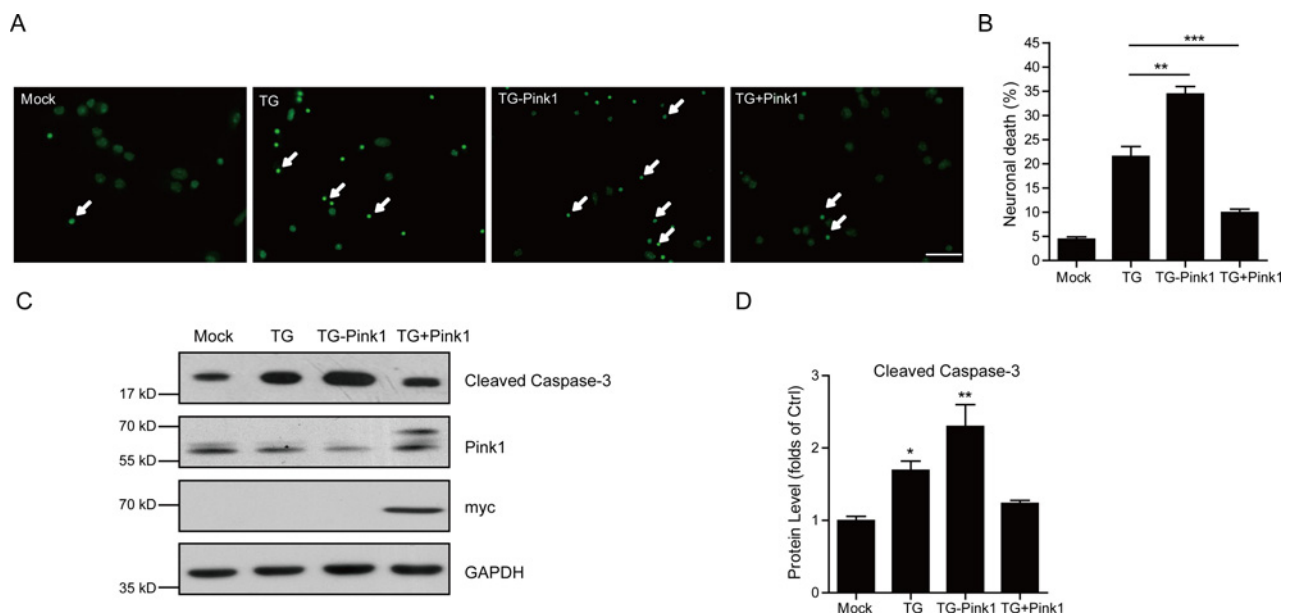 A
Mock
TG
TG-Pink1
TG+Pink1
B
Neuronal death (%)
45
40
35
30
25
20
15
10
5
0
***
**
Mock
TG
TG-Pink1
TG+Pink1
C
Mock TG TG-Pink1 TG+Pink1
17 kD
Cleaved Caspase-3
70 kD
55 kD
Pink1
70 kD
myc
35 kD
GAPDH
D
Cleaved Caspase-3
Protein Level (folds of Ctrl)
3
2
1
0
*
**
Mock
TG
TG-Pink1
TG+Pink1